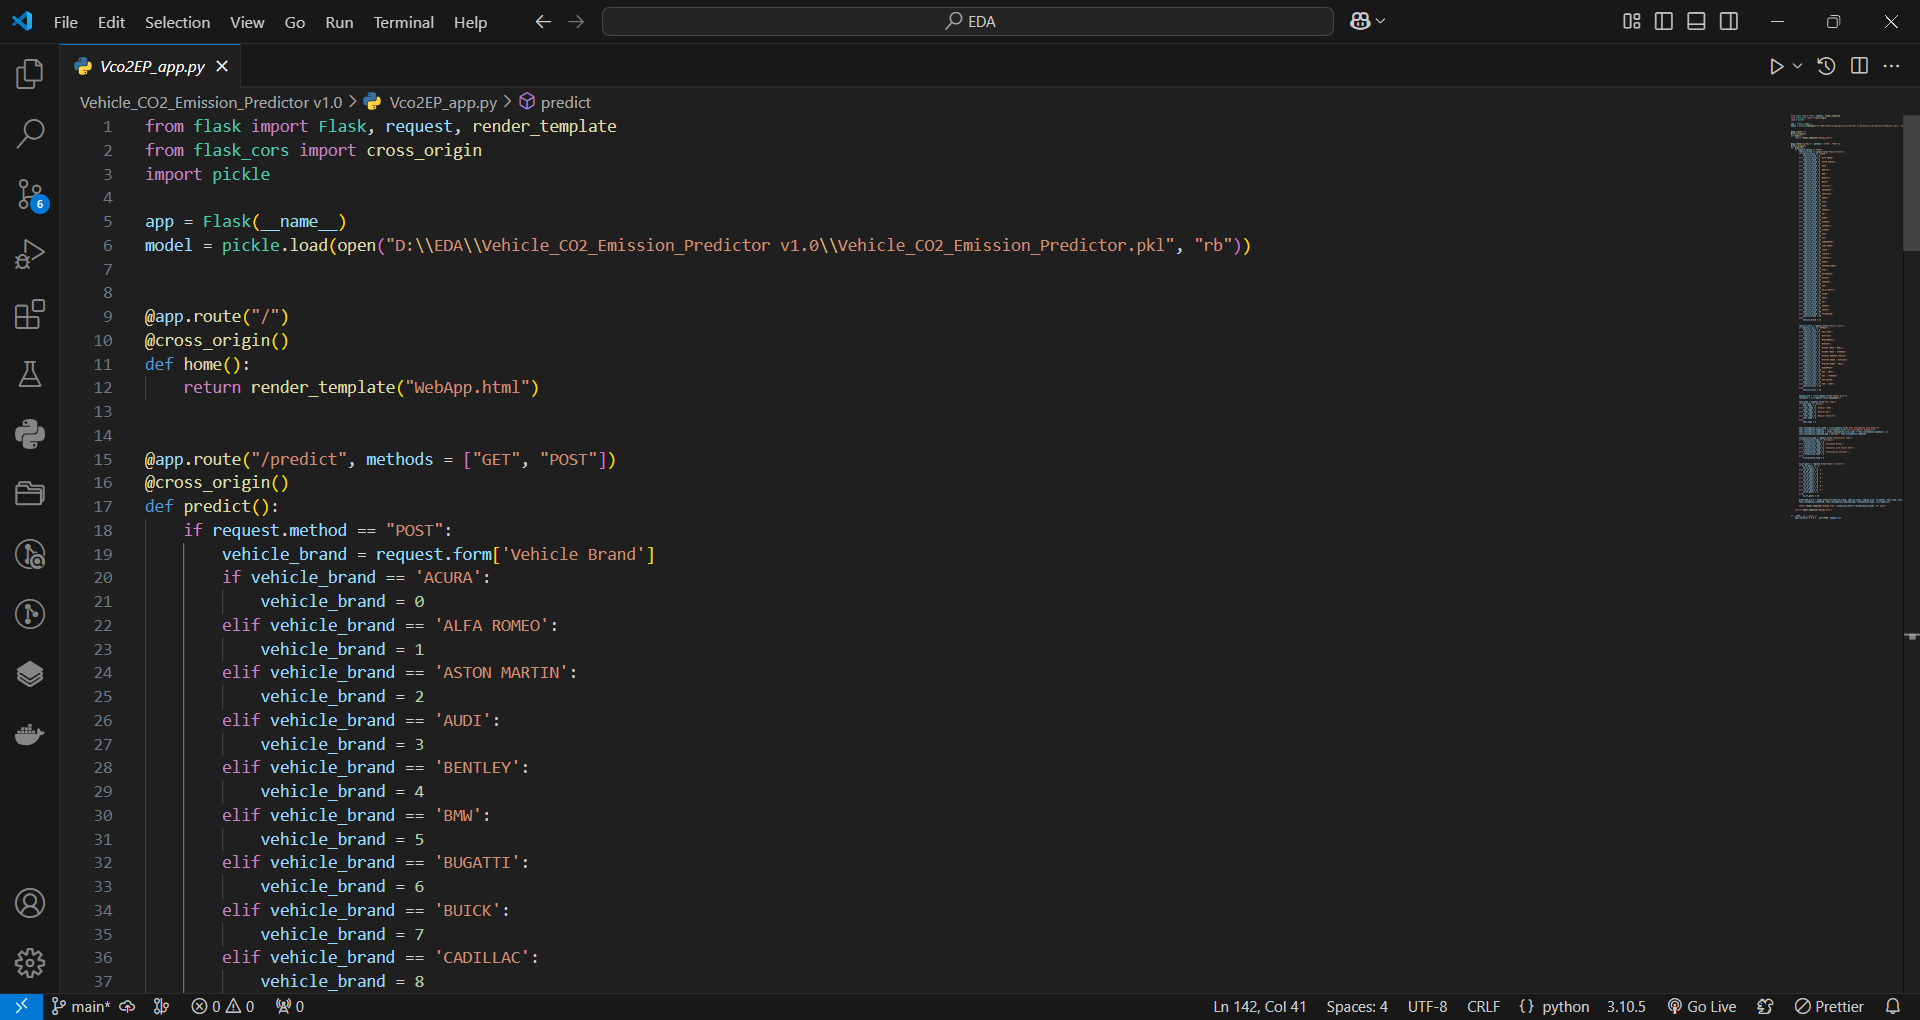 File Edit Selection View Go Run Terminal Help EDA
Vco2EP_app.py
Vehicle_CO2_Emission_Predictor v1.0 > Vco2EP_app.py > predict
1 from flask import Flask, request, render_template
2 from flask_cors import cross_origin
3 import pickle
4
5 app = Flask(__name__)
6 model = pickle.load(open("D:\\EDA\\Vehicle_CO2_Emission_Predictor v1.0\\Vehicle_CO2_Emission_Predictor.pkl", "rb"))
7
8
9 @app.route("/")
10 @cross_origin()
11 def home():
12     return render_template("WebApp.html")
13
14
15 @app.route("/predict", methods = ["GET", "POST"])
16 @cross_origin()
17 def predict():
18     if request.method == "POST":
19         vehicle_brand = request.form['Vehicle Brand']
20         if vehicle_brand == 'ACURA':
21             vehicle_brand = 0
22         elif vehicle_brand == 'ALFA ROMEO':
23             vehicle_brand = 1
24         elif vehicle_brand == 'ASTON MARTIN':
25             vehicle_brand = 2
26         elif vehicle_brand == 'AUDI':
27             vehicle_brand = 3
28         elif vehicle_brand == 'BENTLEY':
29             vehicle_brand = 4
30         elif vehicle_brand == 'BMW':
31             vehicle_brand = 5
32         elif vehicle_brand == 'BUGATTI':
33             vehicle_brand = 6
34         elif vehicle_brand == 'BUICK':
35             vehicle_brand = 7
36         elif vehicle_brand == 'CADILLAC':
37             vehicle_brand = 8
6
main* 0 0 0 Ln 142, Col 41 Spaces: 4 UTF-8 CRLF {} python 3.10.5 Go Live Prettier